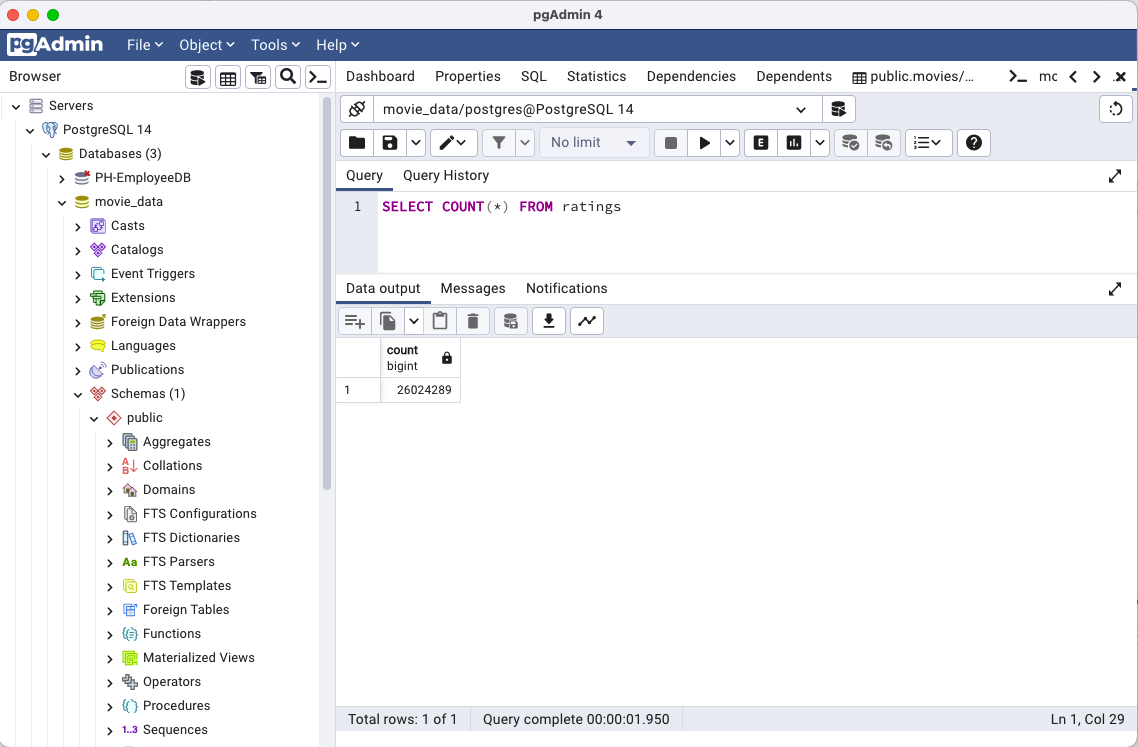 pgAdmin 4
pgAdmin File Object Tools Help
Browser
Dashboard Properties SQL Statistics Dependencies Dependents public.movies/... mc
Servers
PostgreSQL 14
Databases (3)
PH-EmployeeDB
movie_data
Casts
Catalogs
Event Triggers
Extensions
Foreign Data Wrappers
Languages
Publications
Schemas (1)
public
Aggregates
Collations
Domains
FTS Configurations
FTS Dictionaries
Aa FTS Parsers
FTS Templates
Foreign Tables
Functions
Materialized Views
Operators
Procedures
1..3 Sequences
movie_data/postgres@PostgreSQL 14
No limit E
Query Query History
1 SELECT COUNT(*) FROM ratings
Data output Messages Notifications
count
bigint
1 26024289
Total rows: 1 of 1 Query complete 00:00:01.950 Ln 1, Col 29